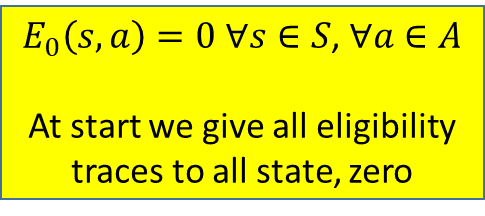 E₀(s, a) = 0 ∀s ∈ S, ∀a ∈ A
At start we give all eligibility
traces to all state, zero